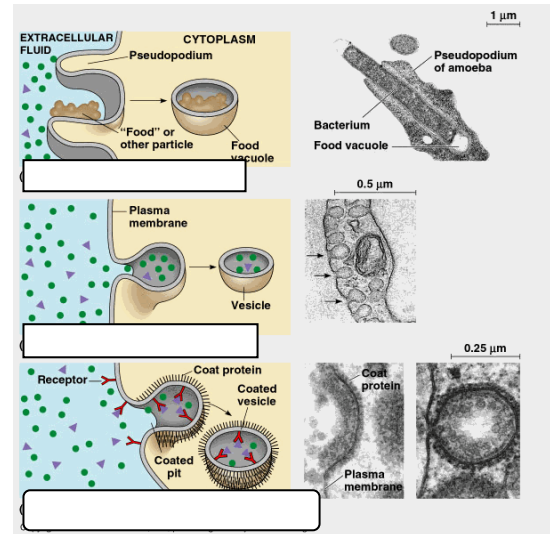 1 μm
EXTRACELLULAR
FLUID
CYTOPLASM
Pseudopodium
"Food" or
other particle
Food
vacuole
Pseudopodium
of amoeba
Bacterium
Food vacuole
0.5 μm
Plasma
membrane
Vesicle
0.25 μm
Receptor
Coat protein
Coated
vesicle
Coated
pit
Coat
protein
Plasma
membrane